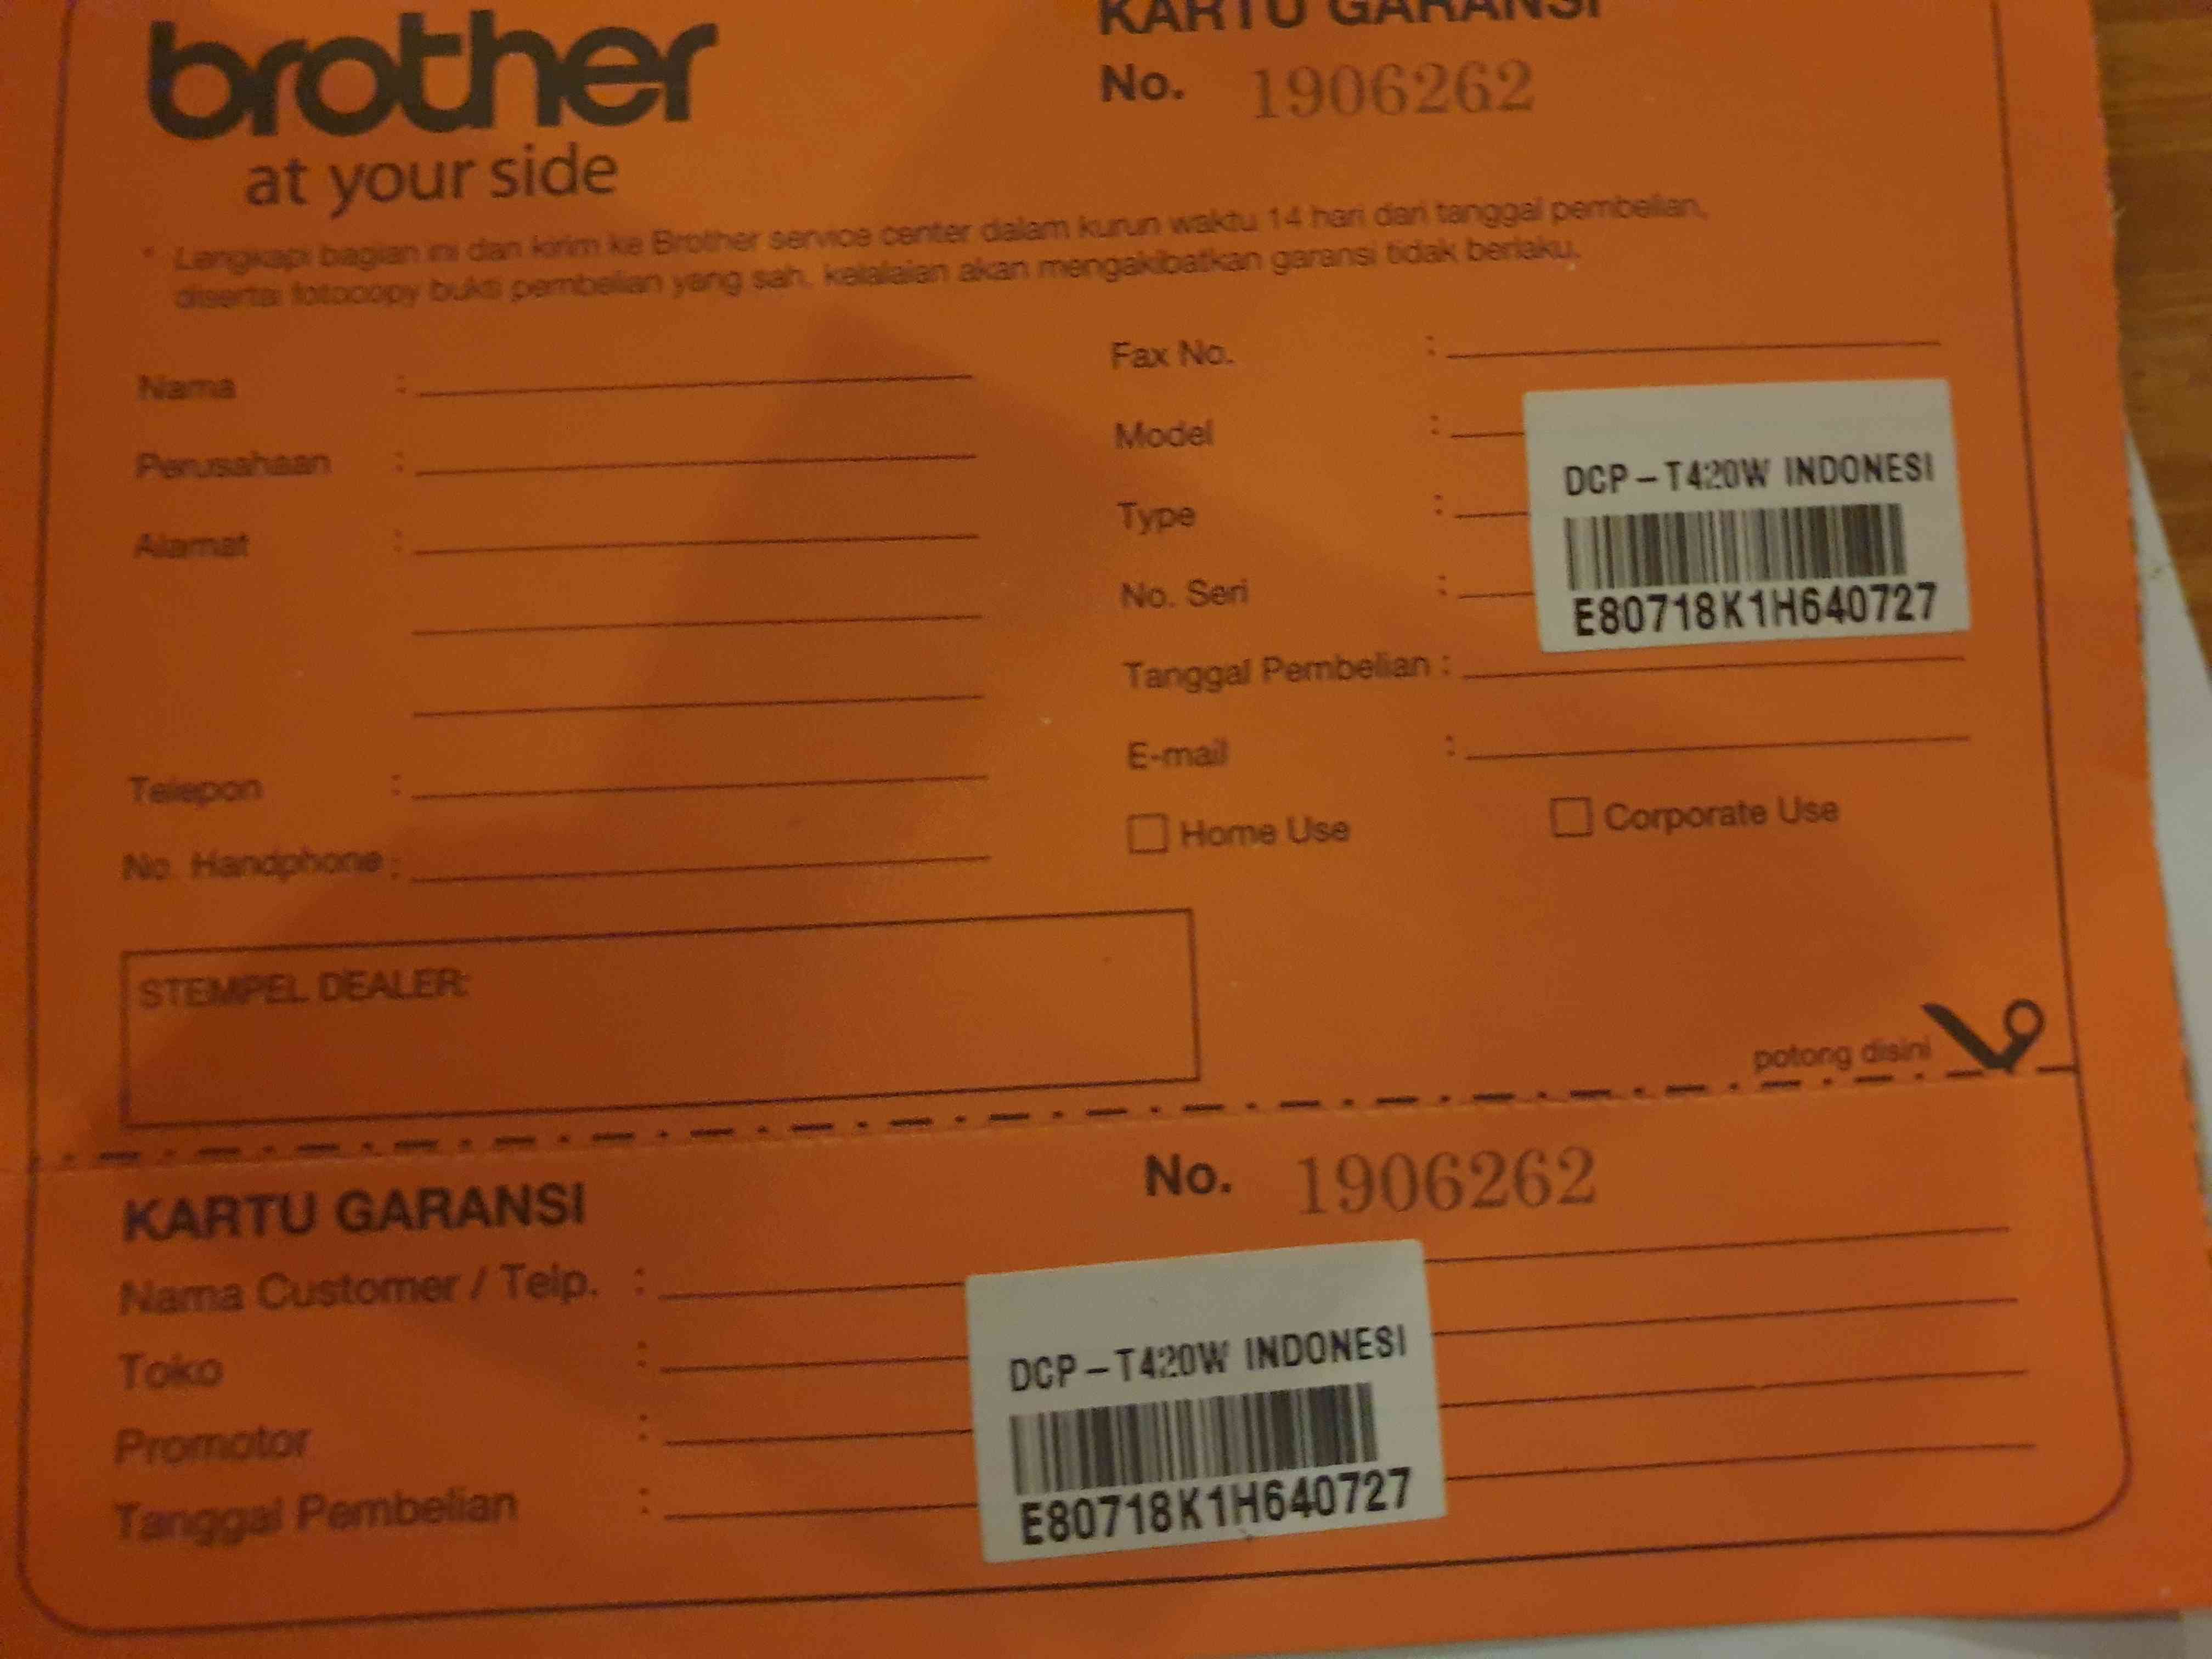 brother
at your side
KARTU GARANSI
No. 1906262
* Lengkapi bagian ini dan kirim ke Brother service center dalam kurun waktu 14 hari dari tanggal pembelian,
disertai fotocopy bukti pembelian yang sah, kelalaian akan mengakibatkan garansi tidak berlaku.
Nama :
Perusahaan :
Alamat :
Telepon :
No. Handphone :
Fax No. :
Model :
Type :
No. Seri :
DCP-T420W INDONESI
E80718K1H640727
Tanggal Pembelian :
E-mail :
Home Use
Corporate Use
STEMPEL DEALER:
potong disini
KARTU GARANSI
No. 1906262
Nama Customer / Telp. :
Toko :
Promotor :
Tanggal Pembelian :
DCP-T420W INDONESI
E80718K1H640727